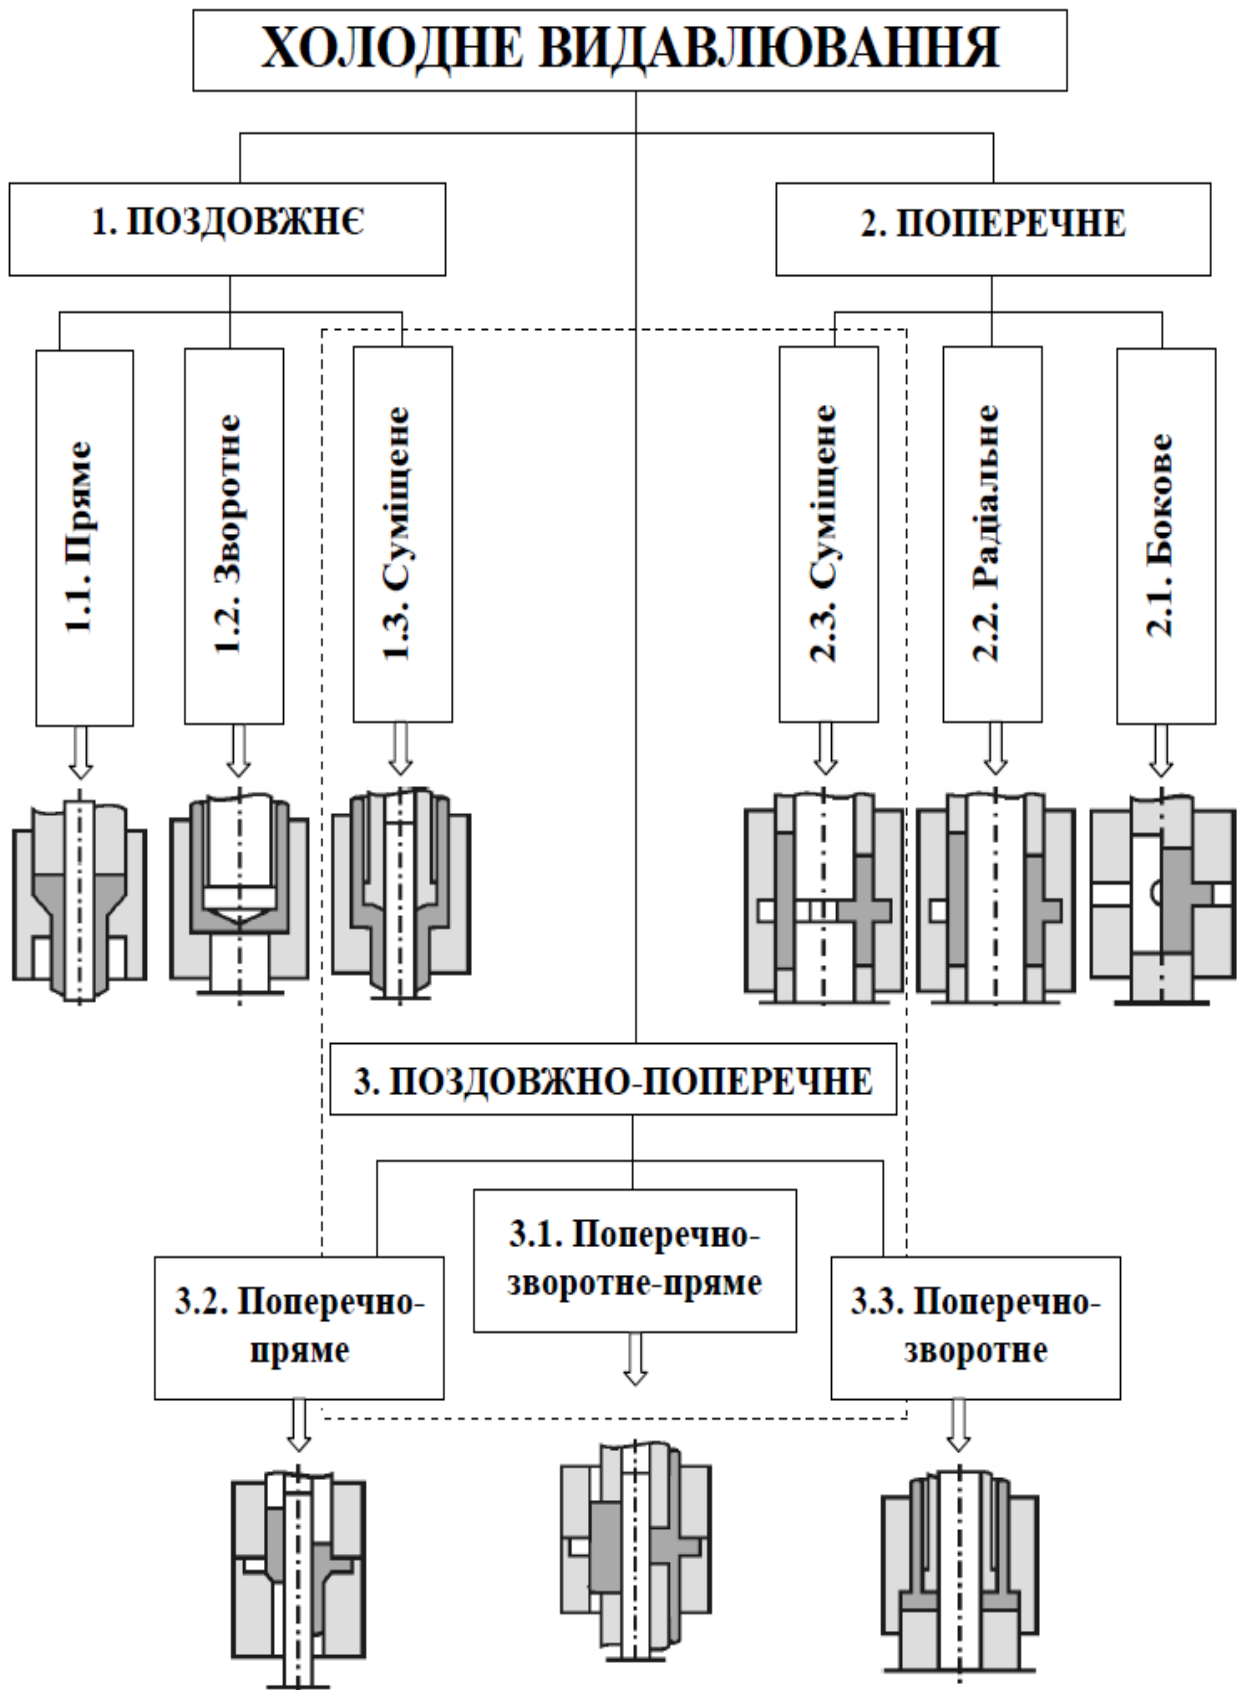 ХОЛОДНЕ ВИДАВЛЮВАННЯ
1. ПОЗДОВЖНЄ
2. ПОПЕРЕЧНЕ
1.1. Пряме
1.2. Зворотне
1.3. Суміщене
2.3. Суміщене
2.2. Радіальне
2.1. Бокове
3. ПОЗДОВЖНО-ПОПЕРЕЧНЕ
3.1. Поперечно-
зворотне-пряме
3.2. Поперечно-
пряме
3.3. Поперечно-
зворотне